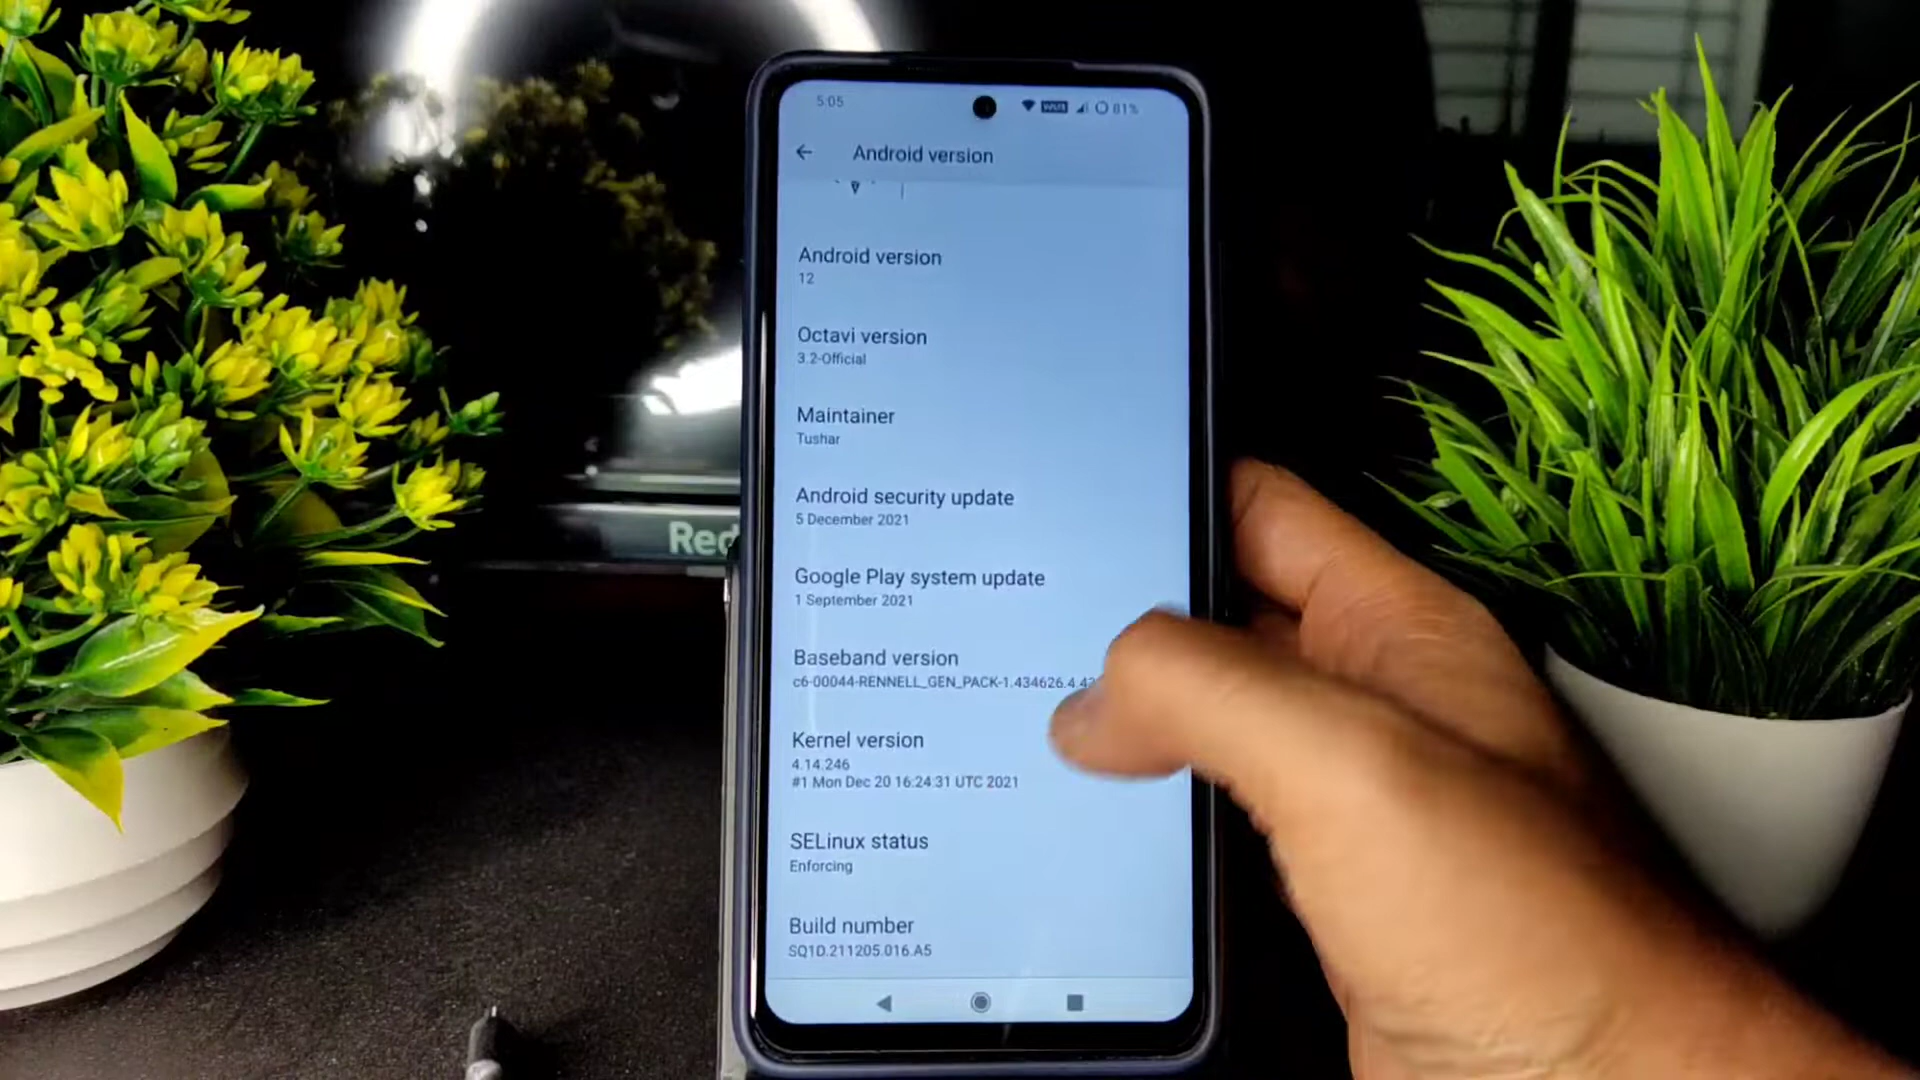 5:05
81%
Android version
Android version
12
Octavi version
3.2-Official
Maintainer
Tushar
Android security update
5 December 2021
Google Play system update
1 September 2021
Baseband version
c6-00044-RENNELL_GEN_PACK-1.434626.4.42
Kernel version
4.14.246
#1 Mon Dec 20 16:24:31 UTC 2021
SELinux status
Enforcing
Build number
SQ1D.211205.016.A5
Red